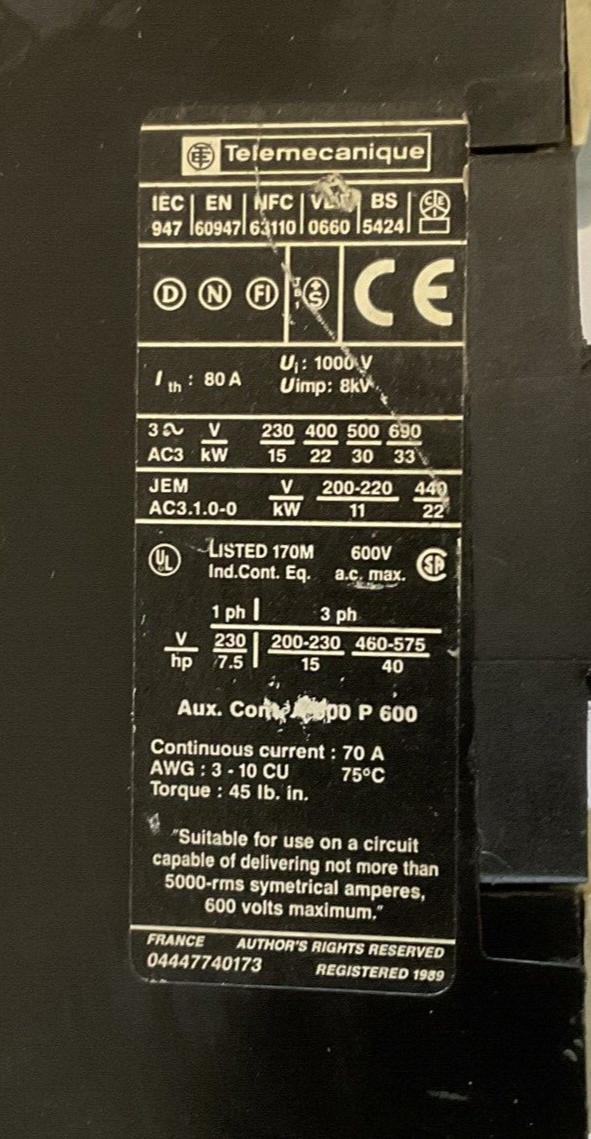 Telemecanique
IEC EN NFC BS
947 60947 63110 0660 5424
D N FI S CE
Ith : 80 A Ui : 1000 V
Uimp: 8kV
3 V 230 400 500 690
AC3 kW 15 22 30 33
JEM V 200-220 440
AC3.1.0-0 kW 11 22
UL LISTED 170M 600V SA
Ind.Cont. Eq. a.c. max.
1 ph 3 ph
V 230 200-230 460-575
hp 7.5 15 40
Aux. P 600
Continuous current : 70 A
AWG : 3 - 10 CU 75°C
Torque : 45 lb. in.
"Suitable for use on a circuit
capable of delivering not more than
5000-rms symetrical amperes,
600 volts maximum."
FRANCE AUTHOR'S RIGHTS RESERVED
04447740173 REGISTERED 1989